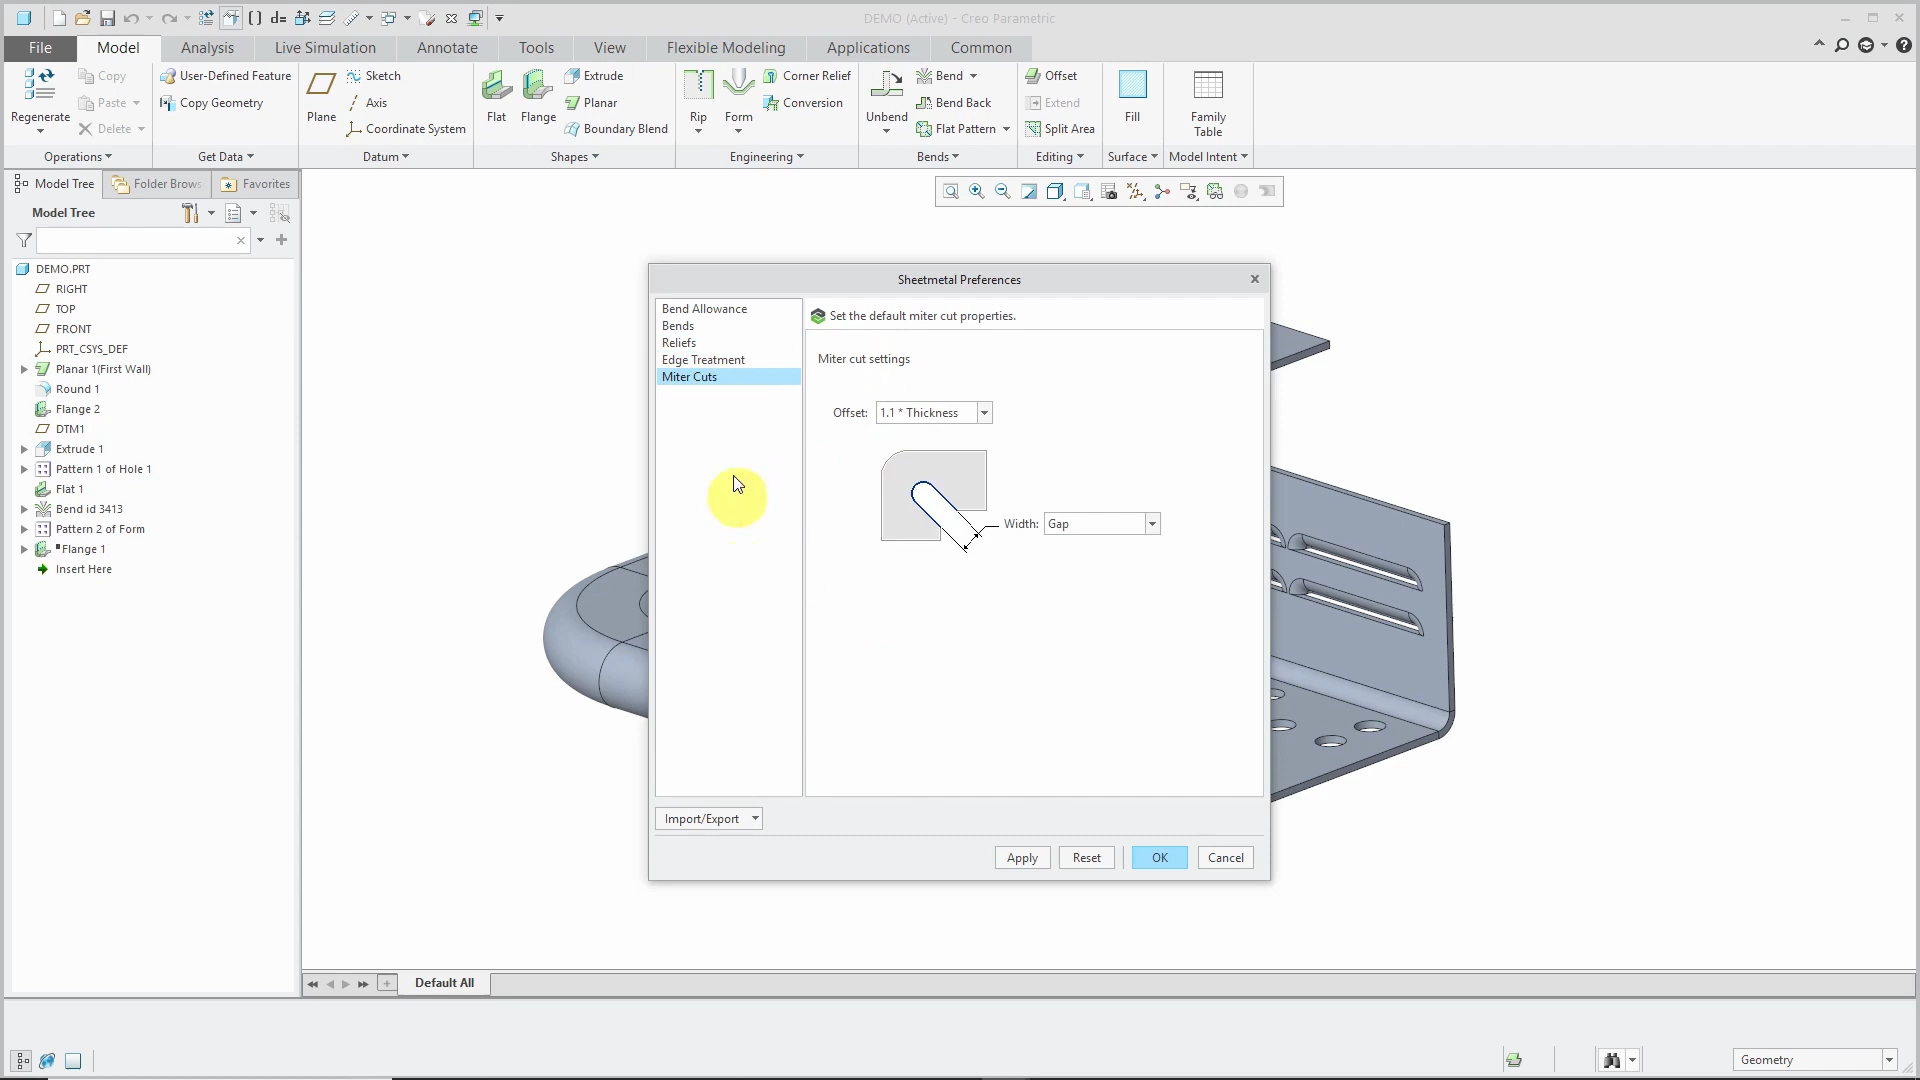 DEMO (Active) - Creo Parametric
File
Model
Analysis
Live Simulation
Annotate
Tools
View
Flexible Modeling
Applications
Common
Regenerate
Copy
Paste
Delete
User-Defined Feature
Copy Geometry
Plane
Sketch
Axis
Coordinate System
Flat
Flange
Extrude
Planar
Boundary Blend
Rip
Form
Corner Relief
Conversion
Unbend
Bend
Bend Back
Flat Pattern
Offset
Extend
Split Area
Fill
Family
Table
Operations
Get Data
Datum
Shapes
Engineering
Bends
Editing
Surface
Model Intent
Model Tree
Folder Brows
Favorites
Model Tree
DEMO.PRT
RIGHT
TOP
FRONT
PRT_CSYS_DEF
Planar 1(First Wall)
Round 1
Flange 2
DTM1
Extrude 1
Pattern 1 of Hole 1
Flat 1
Bend id 3413
Pattern 2 of Form
Flange 1
Insert Here
Sheetmetal Preferences
Bend Allowance
Bends
Reliefs
Edge Treatment
Miter Cuts
Set the default miter cut properties.
Miter cut settings
Offset: 1.1 * Thickness
Width: Gap
Import/Export
Apply
Reset
OK
Cancel
Default All
Geometry